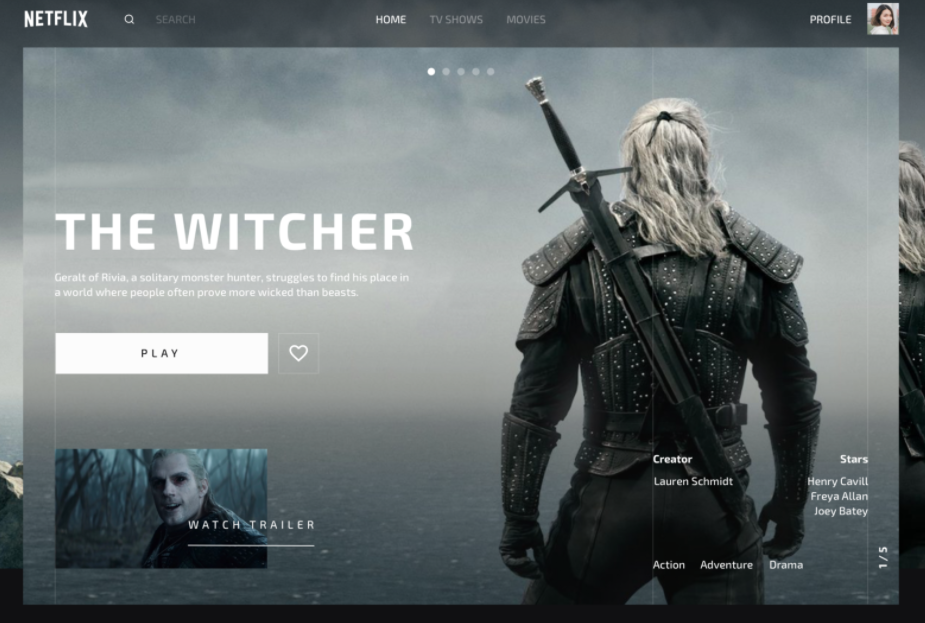 NETFLIX
SEARCH
HOME
TV SHOWS
MOVIES
PROFILE
THE WITCHER
Geralt of Rivia, a solitary monster hunter, struggles to find his place in
a world where people often prove more wicked than beasts.
PLAY
WATCH TRAILER
Creator
Lauren Schmidt
Stars
Henry Cavill
Freya Allan
Joey Batey
Action Adventure Drama
1/5